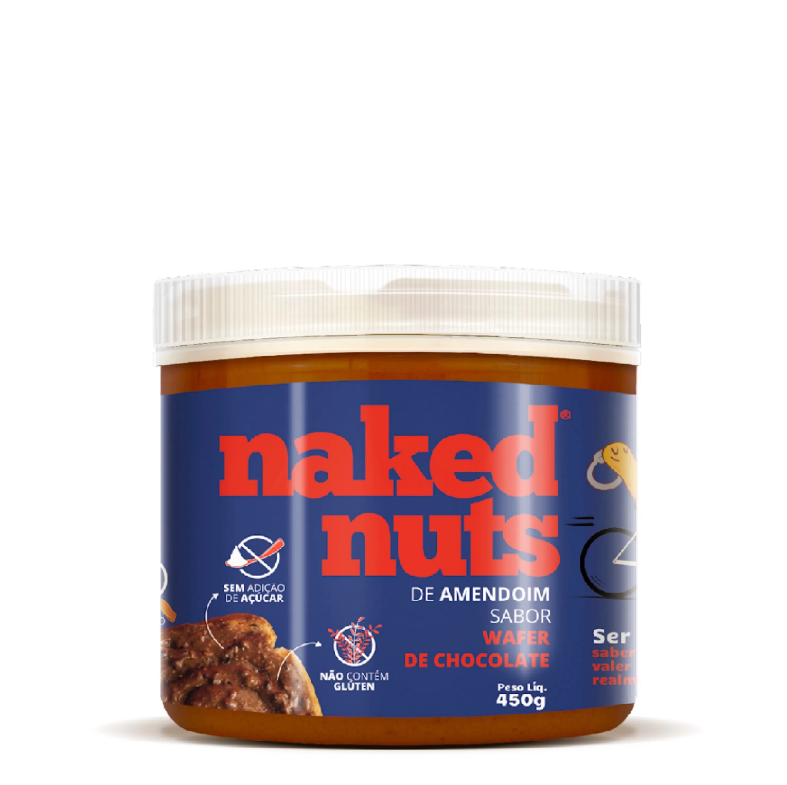 naked®
nuts
DE AMENDOIM
SABOR
WAFER
DE CHOCOLATE
Peso Líq.
450g
SEM ADIÇÃO
DE AÇÚCAR
NÃO CONTÉM
GLÚTEN
Ser
valer